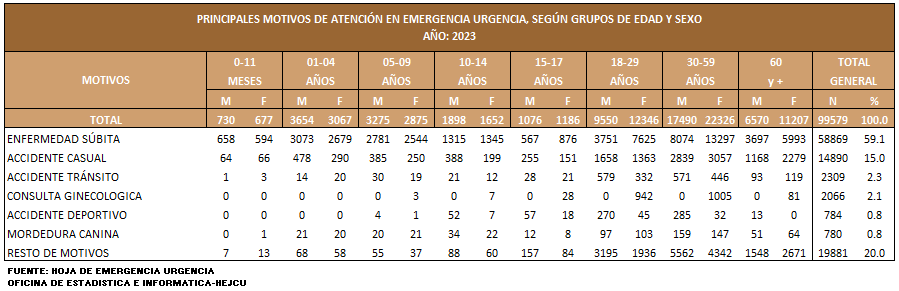 PRINCIPALES MOTIVOS DE ATENCIÓN EN EMERGENCIA URGENCIA, SEGÚN GRUPOS DE EDAD Y SEXO
AÑO: 2023
MOTIVOS 0-11 MESES 01-04 AÑOS 05-09 AÑOS 10-14 AÑOS 15-17 AÑOS 18-29 AÑOS 30-59 AÑOS 60 y + TOTAL GENERAL
M F M F M F M F M F M F M F M F N %
TOTAL 730 677 3654 3067 3275 2875 1898 1652 1076 1186 9550 12346 17490 22326 6570 11207 99579 100.0
ENFERMEDAD SÚBITA 658 594 3073 2679 2781 2544 1315 1345 567 876 3751 7625 8074 13297 3697 5993 58869 59.1
ACCIDENTE CASUAL 64 66 478 290 385 250 388 199 255 151 1658 1363 2839 3057 1168 2279 14890 15.0
ACCIDENTE TRÁNSITO 1 3 14 20 30 19 21 12 28 21 579 332 571 446 93 119 2309 2.3
CONSULTA GINECOLOGICA 0 0 0 0 0 3 0 7 0 28 0 942 0 1005 0 81 2066 2.1
ACCIDENTE DEPORTIVO 0 0 0 0 4 1 52 7 57 18 270 45 285 32 13 0 784 0.8
MORDEDURA CANINA 0 1 21 20 20 21 34 22 12 8 97 103 159 147 51 64 780 0.8
RESTO DE MOTIVOS 7 13 68 58 55 37 88 60 157 84 3195 1936 5562 4342 1548 2671 19881 20.0
FUENTE: HOJA DE EMERGENCIA URGENCIA
OFICINA DE ESTADISTICA E INFORMATICA-HEJCU